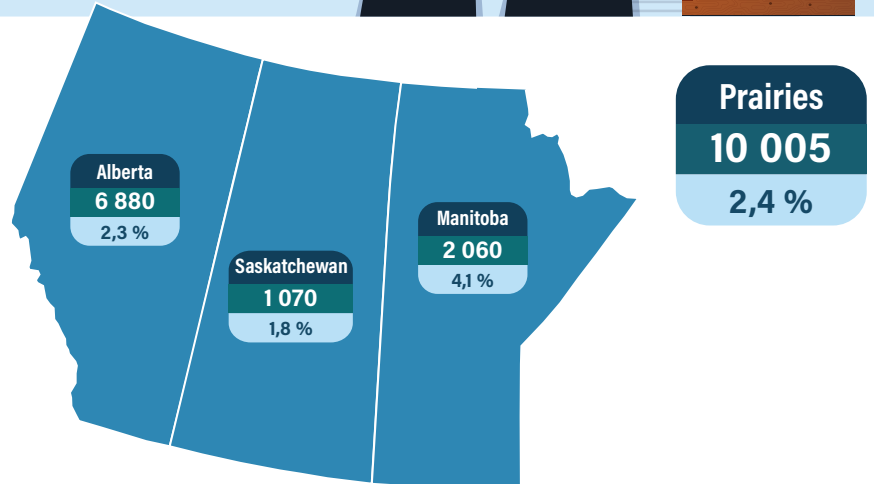 Prairies
10 005
2,4 %
Alberta
6 880
2,3 %
Manitoba
2 060
4,1 %
Saskatchewan
1 070
1,8 %